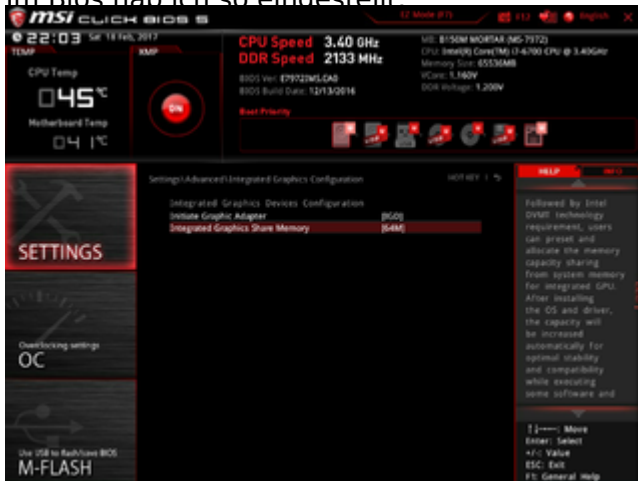 im Bios hab ich so eingestellt:
msi CLICK BIOS 5
EZ Mode (F7)
F12
English
X
22:03 Sat 18 Feb, 2017
TEMP
XMP
CPU Temp
45°C
Motherboard Temp
41°C
ON
CPU Speed 3.40 GHz
DDR Speed 2133 MHz
BIOS Ver: E7972IMS.CA0
BIOS Build Date: 12/13/2016
MB: B150M MORTAR (MS-7972)
CPU: Intel(R) Core(TM) i7-6700 CPU @ 3.40GHz
Memory Size: 65536MB
VCore: 1.160V
DDR Voltage: 1.200V
Boot Priority
Settings\Advanced\Integrated Graphics Configuration
HOT KEY
Integrated Graphics Devices Configuration
Initiate Graphic Adapter [IGD]
Integrated Graphics Share Memory [64M]
SETTINGS
Overclocking settings
OC
Use USB to flash/save BIOS
M-FLASH
HELP
INFO
Followed by Intel
DVMT technology
requirement, users
can preset and
allocate the memory
capacity sharing
from system memory
for integrated GPU.
After installing
the OS and driver,
the capacity will
be increased
automatically for
optimal stability
and compatibility
while executing
some software and
Move
Enter: Select
+/-: Value
ESC: Exit
F1: General Help